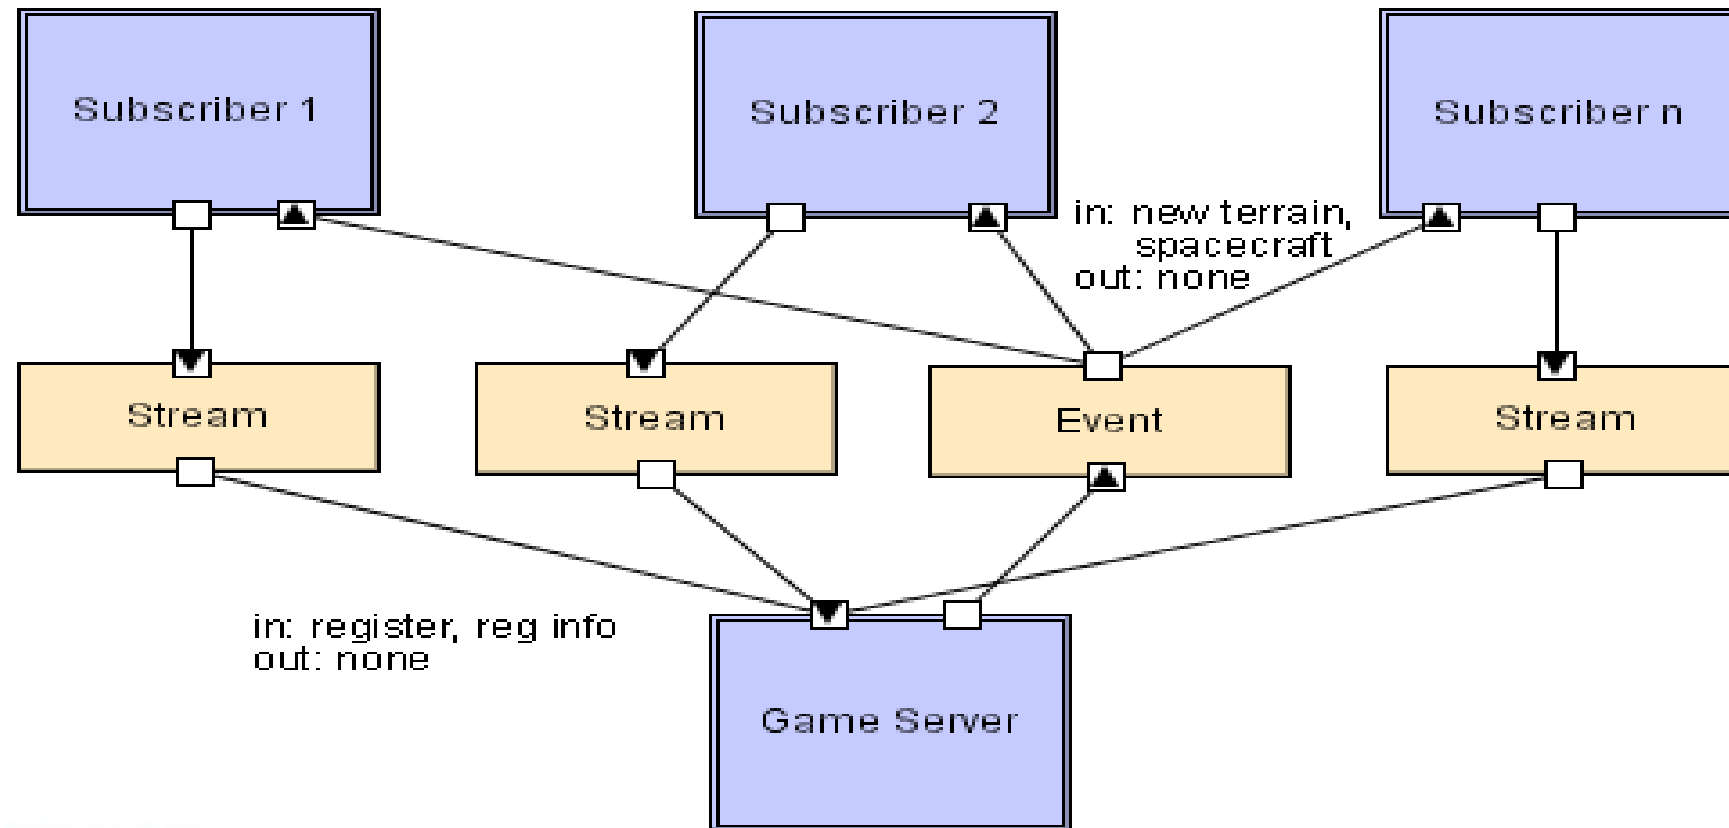 Subscriber 1
Subscriber 2
Subscriber n
in: new terrain,
spacecraft
out: none
Stream
Stream
Event
Stream
in: register, reg info
out: none
Game Server